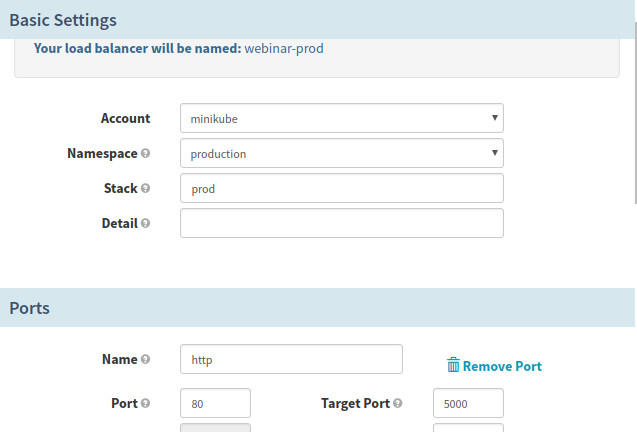 Basic Settings
Your load balancer will be named: webinar-prod
Account minikube
Namespace production
Stack prod
Detail
Ports
Name http Remove Port
Port 80 Target Port 5000